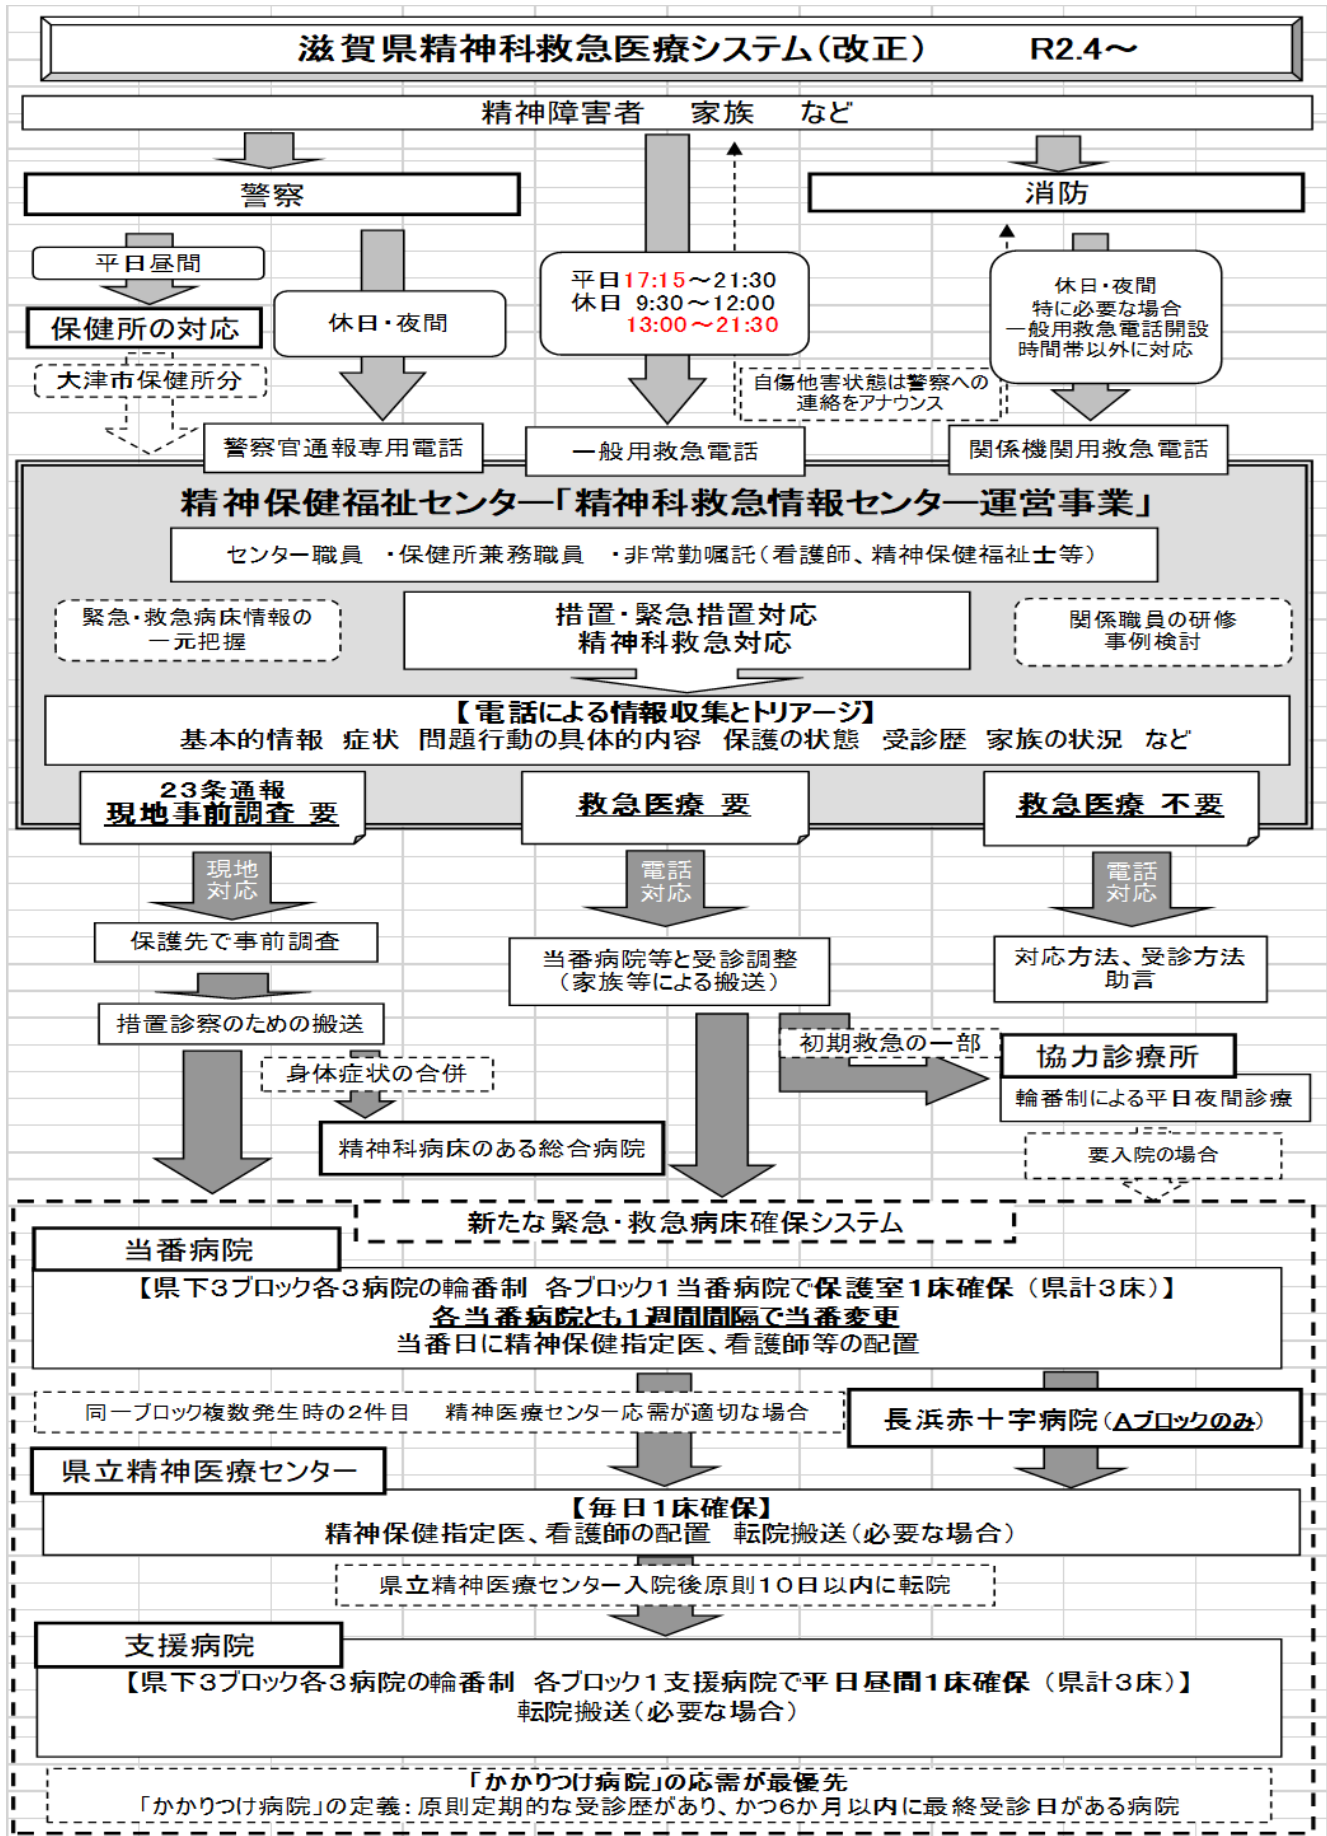 滋賀県精神科救急医療システム（改正）　R2.4～
精神障害者　家族　など
警察
消防
平日昼間
保健所の対応
大津市保健所分
休日・夜間
平日17:15～21:30
休日 9:30～12:00
13:00～21:30
自傷他害状態は警察への
連絡をアナウンス
休日・夜間
特に必要な場合
一般用救急電話開設
時間帯以外に対応
警察官通報専用電話
一般用救急電話
関係機関用救急電話
精神保健福祉センター「精神科救急情報センター運営事業」
センター職員　・保健所兼務職員　・非常勤嘱託（看護師、精神保健福祉士等）
緊急・救急病床情報の
一元把握
措置・緊急措置対応
精神科救急対応
関係職員の研修
事例検討
【電話による情報収集とトリアージ】
基本的情報　症状　問題行動の具体的内容　保護の状態　受診歴　家族の状況　など
23条通報
現地事前調査 要
救急医療 要
救急医療 不要
現地
対応
電話
対応
電話
対応
保護先で事前調査
当番病院等と受診調整
（家族等による搬送）
対応方法、受診方法
助言
措置診察のための搬送
身体症状の合併
精神科病床のある総合病院
初期救急の一部
協力診療所
輪番制による平日夜間診療
要入院の場合
新たな緊急・救急病床確保システム
当番病院
【県下3ブロック各3病院の輪番制　各ブロック1当番病院で保護室1床確保（県計3床）】
各当番病院とも1週間間隔で当番変更
当番日に精神保健指定医、看護師等の配置
同一ブロック複数発生時の2件目　精神医療センター応需が適切な場合
長浜赤十字病院（Aブロックのみ）
県立精神医療センター
【毎日1床確保】
精神保健指定医、看護師の配置　転院搬送（必要な場合）
県立精神医療センター入院後原則10日以内に転院
支援病院
【県下3ブロック各3病院の輪番制　各ブロック1支援病院で平日昼間1床確保（県計3床）】
転院搬送（必要な場合）
「かかりつけ病院」の応需が最優先
「かかりつけ病院」の定義：原則定期的な受診歴があり、かつ6か月以内に最終受診日がある病院